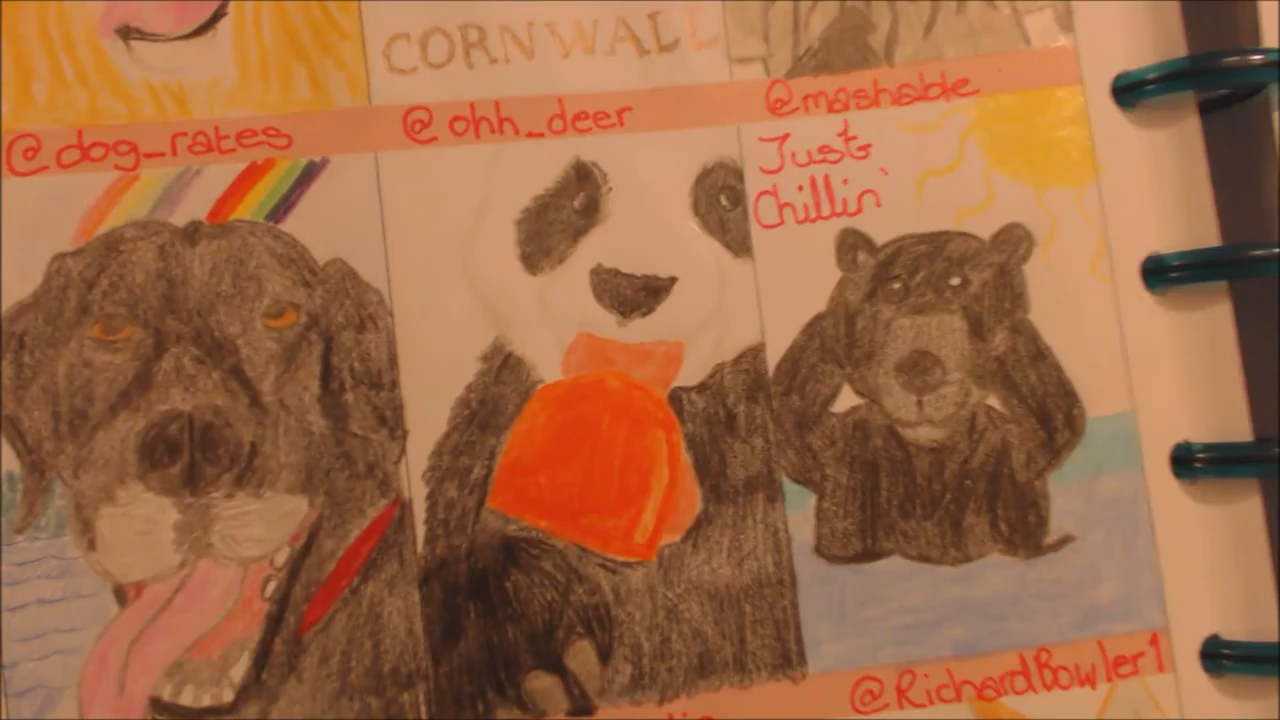 CORNWALL
@dog_rates
@ohh_deer
@mashable
Just
Chillin'
@RichardBowler1